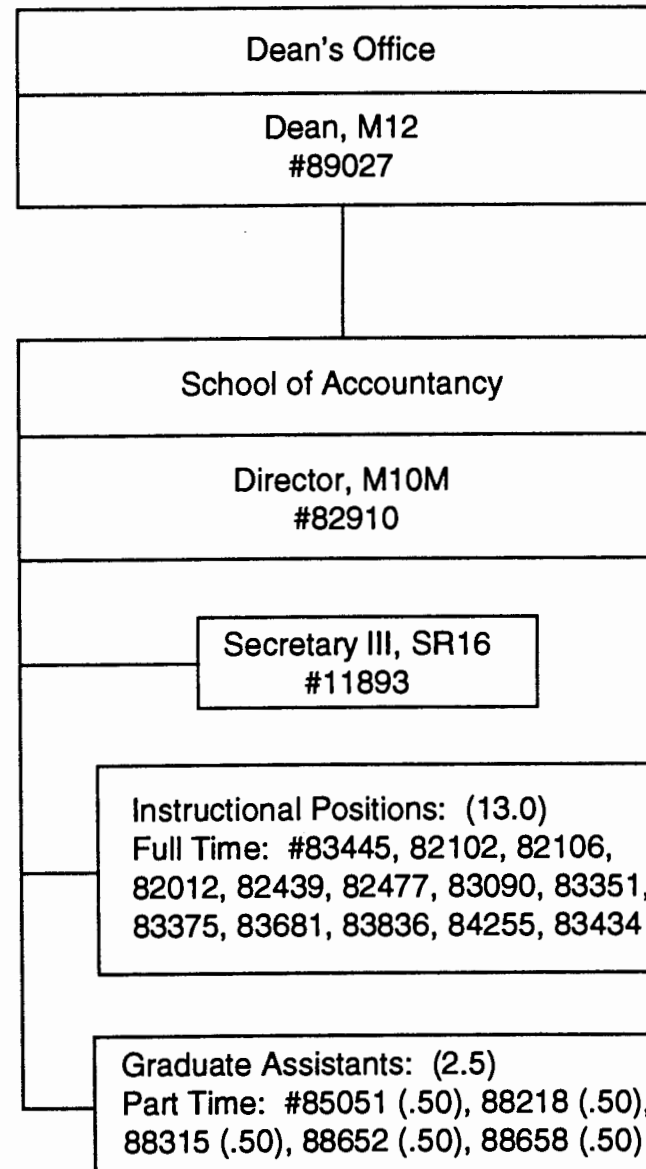 Dean's Office
Dean, M12
#89027
School of Accountancy
Director, M10M
#82910
Secretary III, SR16
#11893
Instructional Positions: (13.0)
Full Time: #83445, 82102, 82106,
82012, 82439, 82477, 83090, 83351,
83375, 83681, 83836, 84255, 83434
Graduate Assistants: (2.5)
Part Time: #85051 (.50), 88218 (.50),
88315 (.50), 88652 (.50), 88658 (.50)